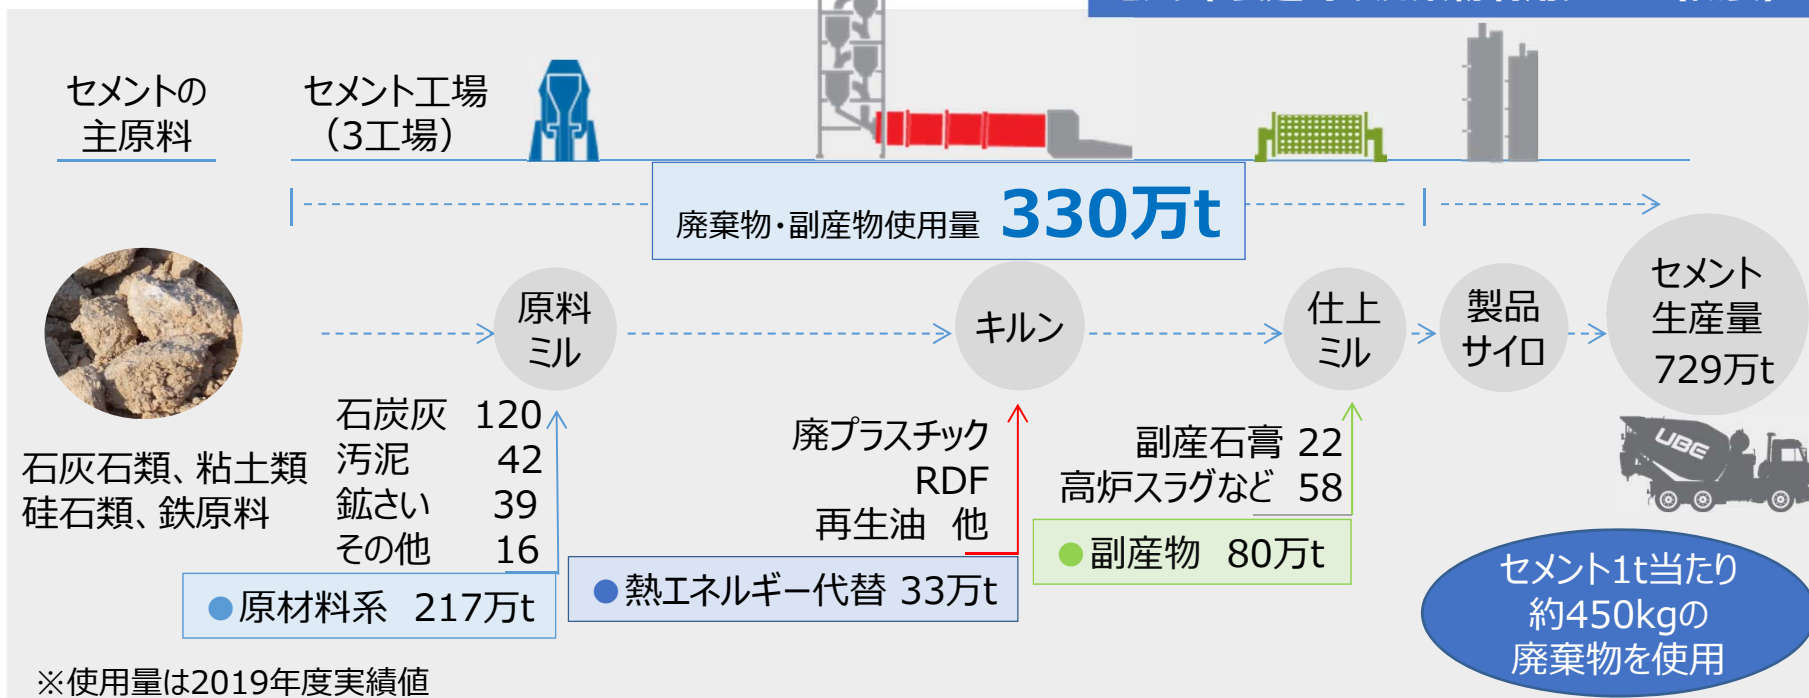 セメントの
主原料
セメント工場
（3工場）
廃棄物・副産物使用量 330万t
原料
ミル
キルン
仕上
ミル
製品
サイロ
セメント
生産量
729万t
石灰石類、粘土類
硅石類、鉄原料
石炭灰 120
汚泥 42
鉱さい 39
その他 16
●原材料系 217万t
廃プラスチック
RDF
再生油 他
●熱エネルギー代替 33万t
副産石膏 22
高炉スラグなど 58
●副産物 80万t
UBE
セメント1t当たり
約450kgの
廃棄物を使用
※使用量は2019年度実績値